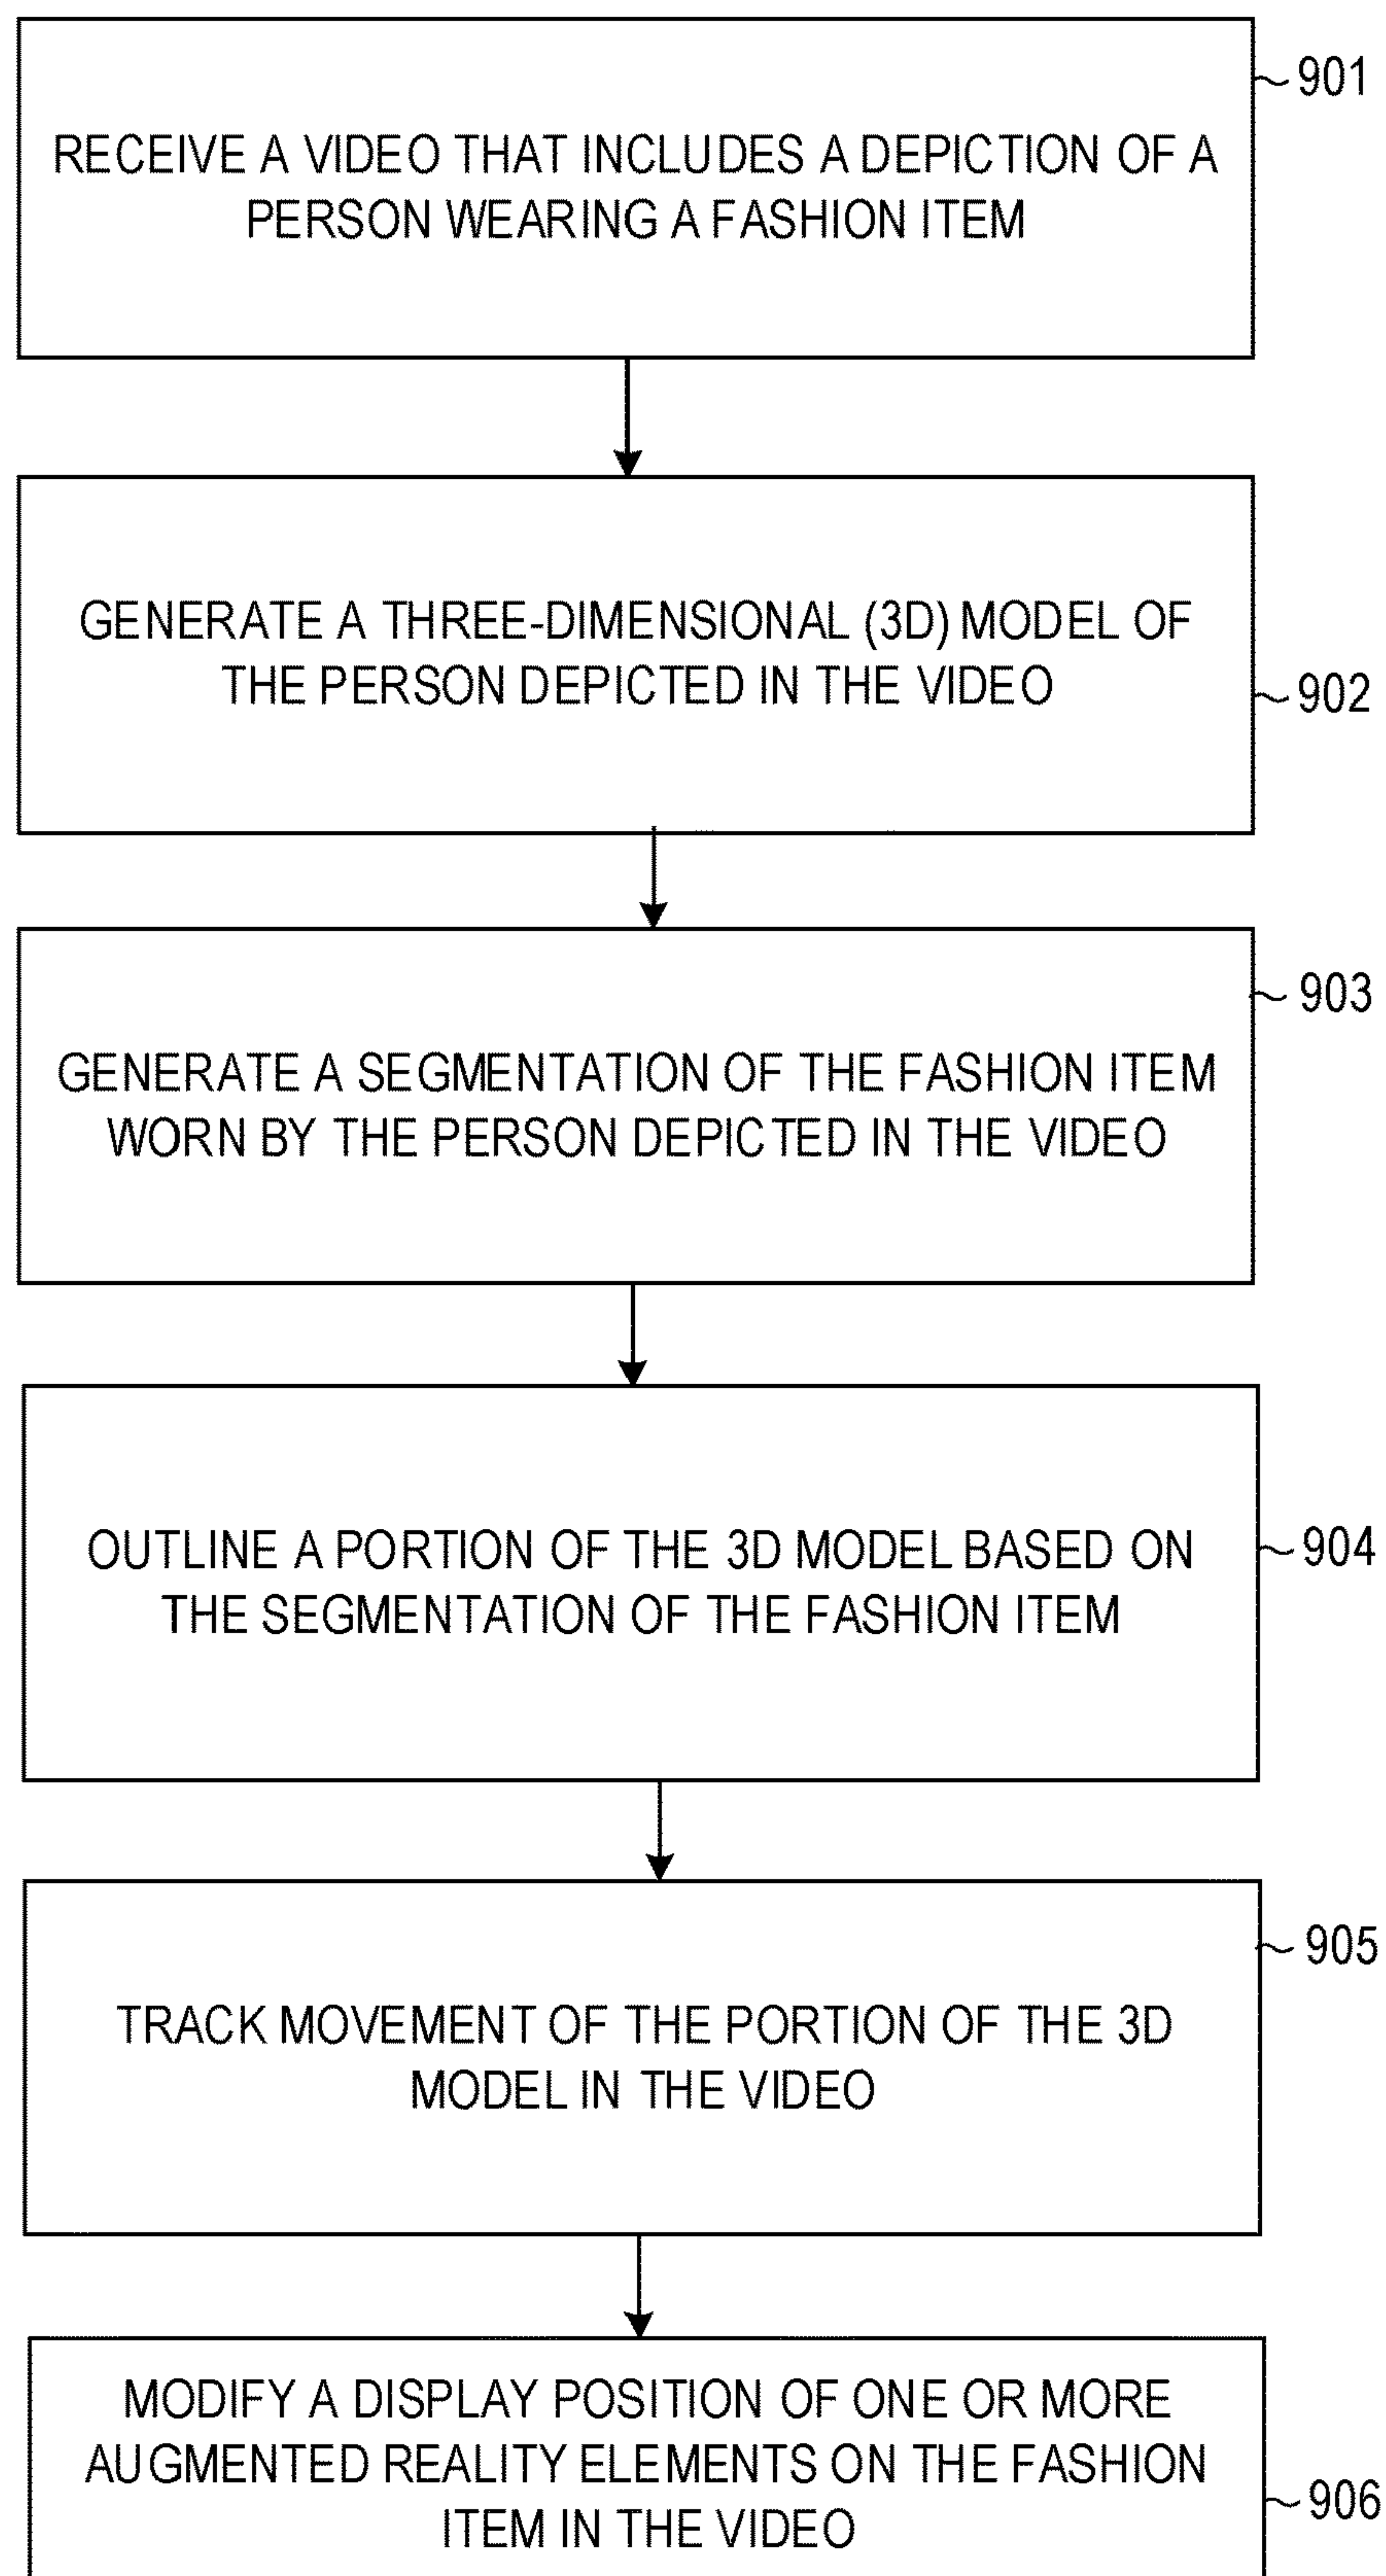 901
RECEIVE A VIDEO THAT INCLUDES A DEPICTION OF A
PERSON WEARING A FASHION ITEM
GENERATE A THREE-DIMENSIONAL (3D) MODEL OF
THE PERSON DEPICTED IN THE VIDEO
902
903
GENERATE A SEGMENTATION OF THE FASHION ITEM
WORN BY THE PERSON DEPICTED IN THE VIDEO
OUTLINE A PORTION OF THE 3D MODEL BASED ON
THE SEGMENTATION OF THE FASHION ITEM
904
905
TRACK MOVEMENT OF THE PORTION OF THE 3D
MODEL IN THE VIDEO
MODIFY A DISPLAY POSITION OF ONE OR MORE
AUGMENTED REALITY ELEMENTS ON THE FASHION
ITEM IN THE VIDEO
906